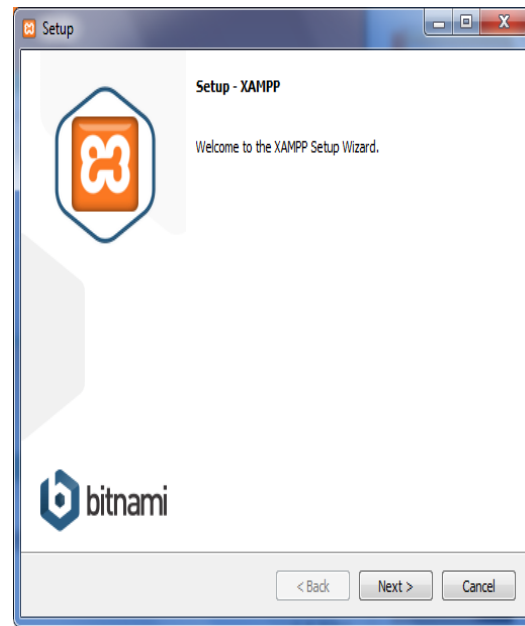 Setup
X
Setup - XAMPP
Welcome to the XAMPP Setup Wizard.
bitnami
< Back
Next >
Cancel